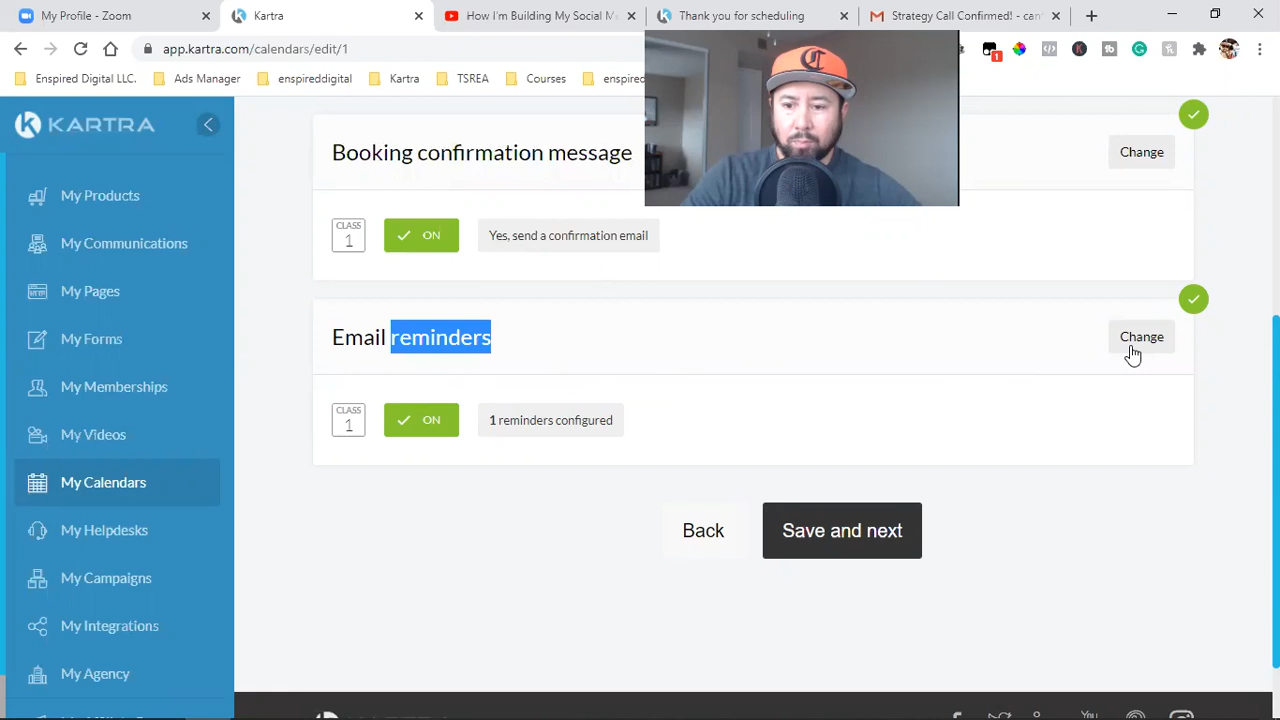 My Profile - Zoom
Kartra
How I'm Building My Social M
Thank you for scheduling
Strategy Call Confirmed! - can
app.kartra.com/calendars/edit/1
1
Enspired Digital LLC.
Ads Manager
enspireddigital
Kartra
TSREA
Courses
enspired
KARTRA
My Products
My Communications
My Pages
My Forms
My Memberships
My Videos
My Calendars
My Helpdesks
My Campaigns
My Integrations
My Agency
Booking confirmation message
Change
CLASS
1
ON
Yes, send a confirmation email
Email reminders
Change
CLASS
1
ON
1 reminders configured
Back
Save and next